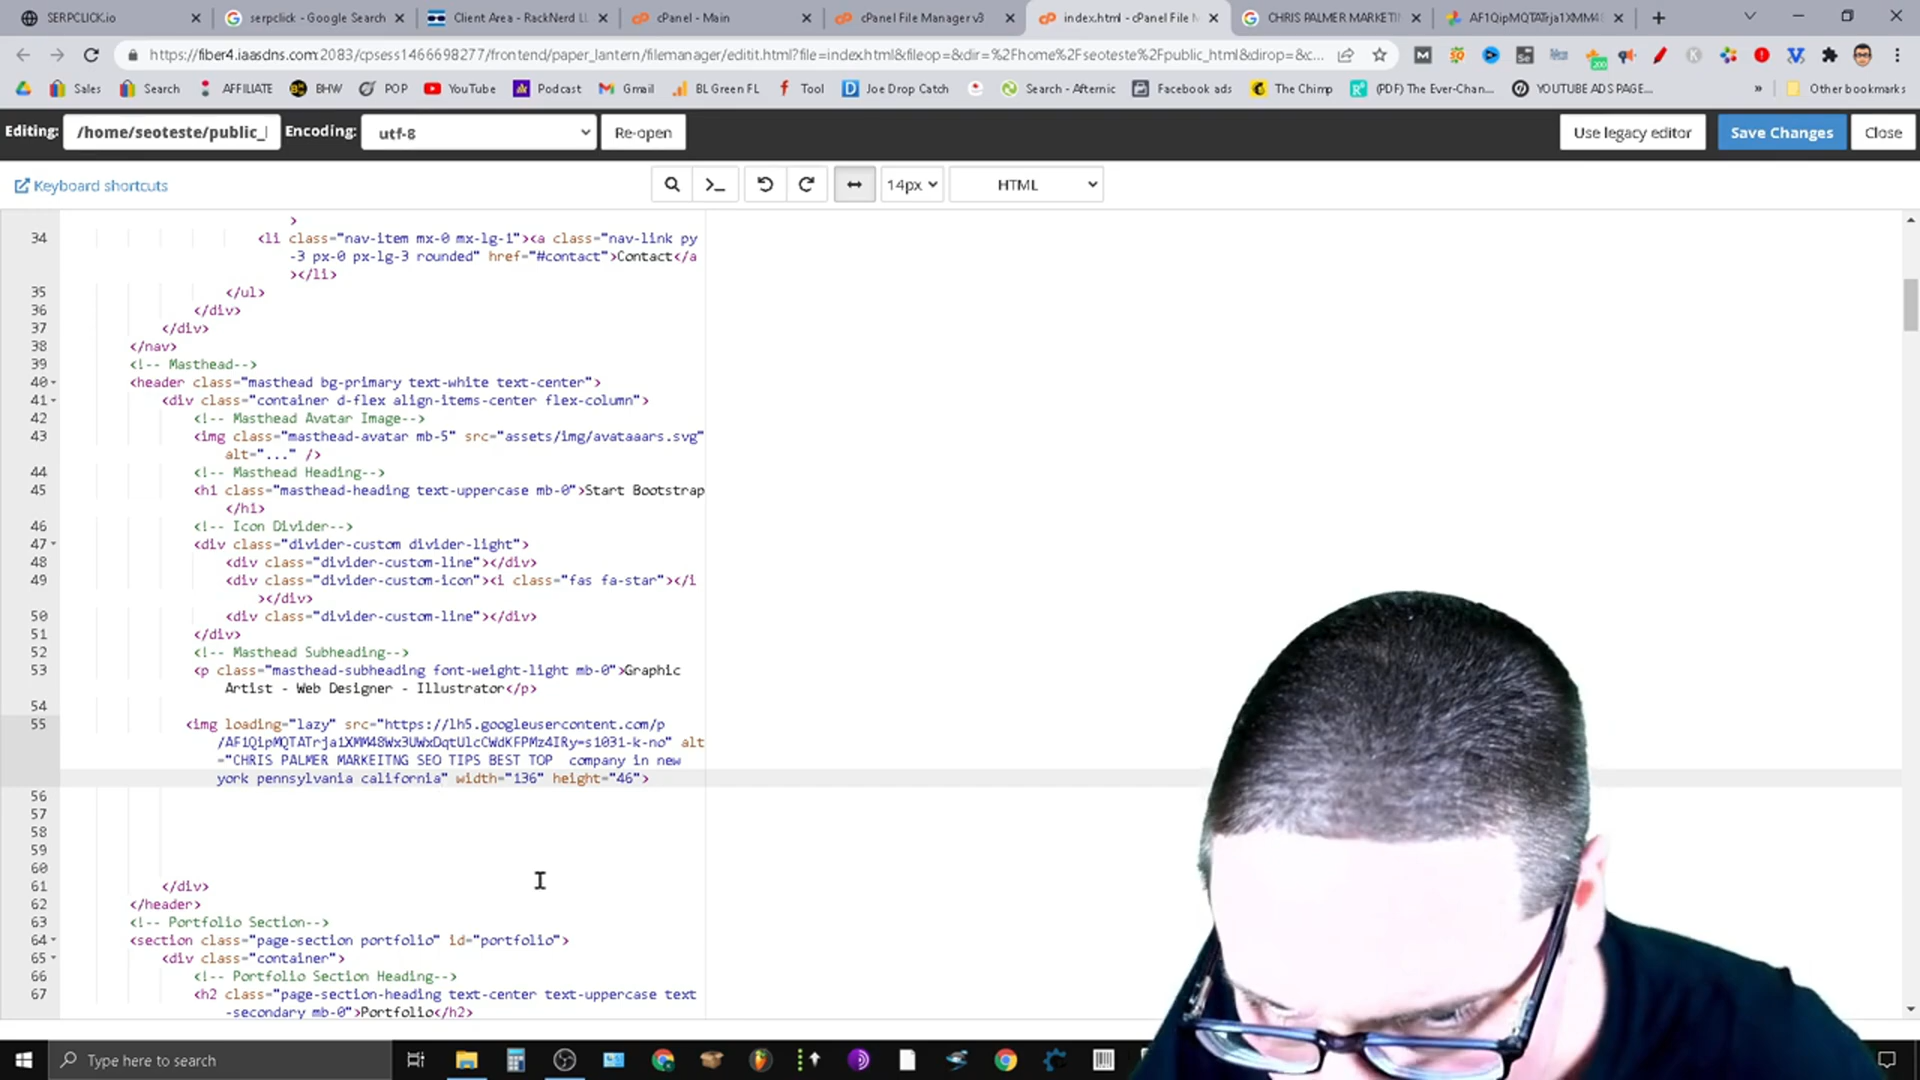 SERPCLICK.io
serpclick - Google Search
Client Area - RackNerd LL
cPanel - Main
cPanel File Manager v3
index.html - cPanel File M
CHRIS PALMER MARKETI
AF1QipMQTATrja1XMM48
https://fiber4.iaasdns.com:2083/cpsess1466698277/frontend/paper_lantern/filemanager/editit.html?file=index.html&fileop=&dir=%2Fhome%2Fseoteste%2Fpublic_html&dirop=&c...
Sales
Search
AFFILIATE
BHW
POP
YouTube
Podcast
Gmail
BL Green FL
Tool
Joe Drop Catch
Search - Afternic
Facebook ads
The Chimp
(PDF) The Ever-Chan...
YOUTUBE ADS PAGE...
»
Other bookmarks
Editing: /home/seoteste/public_l Encoding: utf-8 Re-open Use legacy editor Save Changes Close
Keyboard shortcuts
14px HTML
>
34 <li class="nav-item mx-0 mx-lg-1"><a class="nav-link py
-3 px-0 px-lg-3 rounded" href="#contact">Contact</a
></li>
35 </ul>
36 </div>
37 </div>
38 </nav>
39 <!-- Masthead-->
40 <header class="masthead bg-primary text-white text-center">
41 <div class="container d-flex align-items-center flex-column">
42 <!-- Masthead Avatar Image-->
43 <img class="masthead-avatar mb-5" src="assets/img/avataaars.svg"
alt="..." />
44 <!-- Masthead Heading-->
45 <h1 class="masthead-heading text-uppercase mb-0">Start Bootstrap
</h1>
46 <!-- Icon Divider-->
47 <div class="divider-custom divider-light">
48 <div class="divider-custom-line"></div>
49 <div class="divider-custom-icon"><i class="fas fa-star"></i
></div>
50 <div class="divider-custom-line"></div>
51 </div>
52 <!-- Masthead Subheading-->
53 <p class="masthead-subheading font-weight-light mb-0">Graphic
Artist - Web Designer - Illustrator</p>
54
55 <img loading="lazy" src="https://lh5.googleusercontent.com/p
/AF1QipMQTATrja1XMM48Wx3UWxDqtUlcCWdKFPMz4IRy=s1031-k-no" alt
="CHRIS PALMER MARKEITNG SEO TIPS BEST TOP company in new
york pennsylvania california" width="136" height="46">
56
57
58
59
60
61 </div>
62 </header>
63 <!-- Portfolio Section-->
64 <section class="page-section portfolio" id="portfolio">
65 <div class="container">
66 <!-- Portfolio Section Heading-->
67 <h2 class="page-section-heading text-center text-uppercase text
-secondary mb-0">Portfolio</h2>
Type here to search